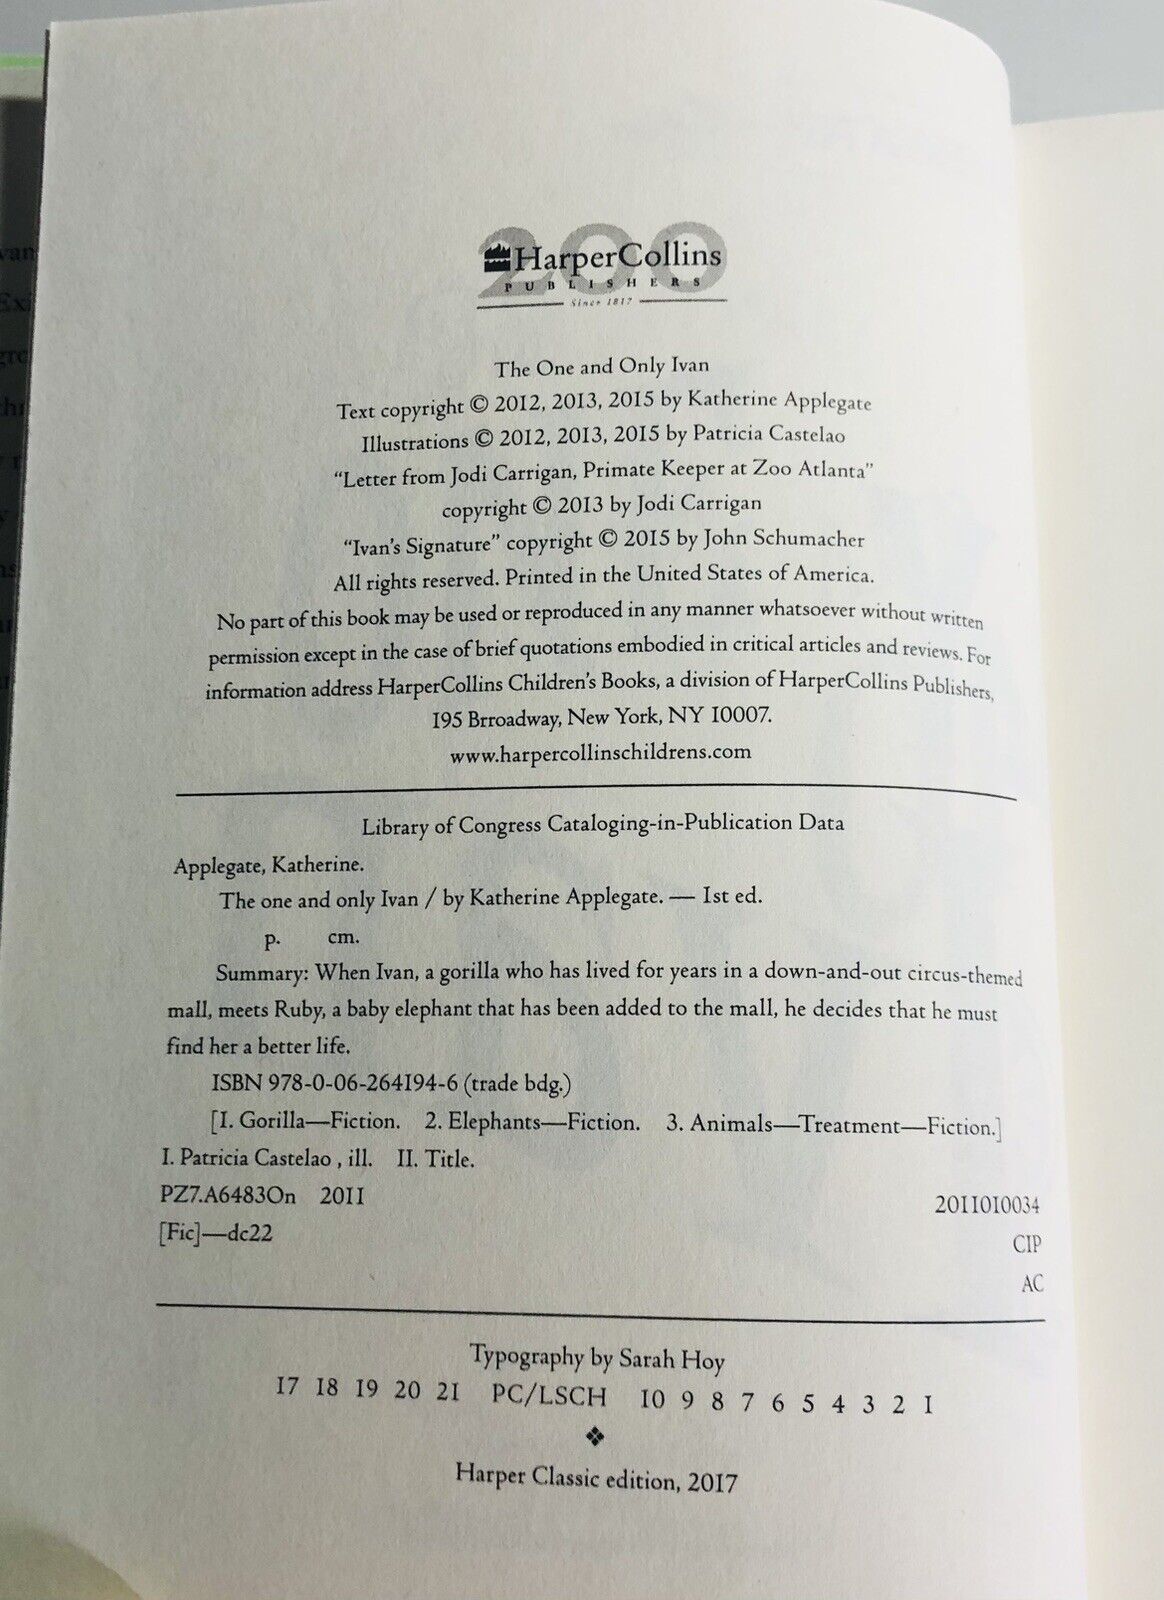 200
HarperCollins
PUBLISHERS
Since 1817
The One and Only Ivan
Text copyright © 2012, 2013, 2015 by Katherine Applegate
Illustrations © 2012, 2013, 2015 by Patricia Castelao
“Letter from Jodi Carrigan, Primate Keeper at Zoo Atlanta”
copyright © 2013 by Jodi Carrigan
“Ivan’s Signature” copyright © 2015 by John Schumacher
All rights reserved. Printed in the United States of America.
No part of this book may be used or reproduced in any manner whatsoever without written
permission except in the case of brief quotations embodied in critical articles and reviews. For
information address HarperCollins Children’s Books, a division of HarperCollins Publishers,
195 Brroadway, New York, NY 10007.
www.harpercollinschildrens.com
Library of Congress Cataloging-in-Publication Data
Applegate, Katherine.
The one and only Ivan / by Katherine Applegate. — 1st ed.
p. cm.
Summary: When Ivan, a gorilla who has lived for years in a down-and-out circus-themed
mall, meets Ruby, a baby elephant that has been added to the mall, he decides that he must
find her a better life.
ISBN 978-0-06-264194-6 (trade bdg.)
[1. Gorilla—Fiction. 2. Elephants—Fiction. 3. Animals—Treatment—Fiction.]
I. Patricia Castelao , ill. II. Title.
PZ7.A6483On 2011 2011010034
[Fic]—dc22 CIP
AC
Typography by Sarah Hoy
17 18 19 20 21 PC/LSCH 10 9 8 7 6 5 4 3 2 1
❖
Harper Classic edition, 2017